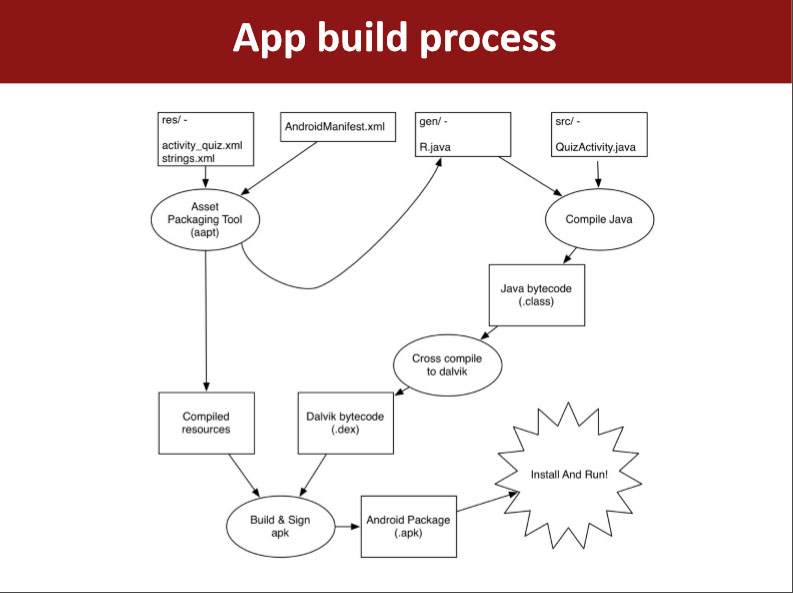 App build process
res/ -
activity_quiz.xml
strings.xml
AndroidManifest.xml
gen/ -
R.java
src/ -
QuizActivity.java
Asset
Packaging Tool
(aapt)
Compile Java
Java bytecode
(.class)
Cross compile
to dalvik
Compiled
resources
Dalvik bytecode
(.dex)
Install And Run!
Build & Sign
apk
Android Package
(.apk)